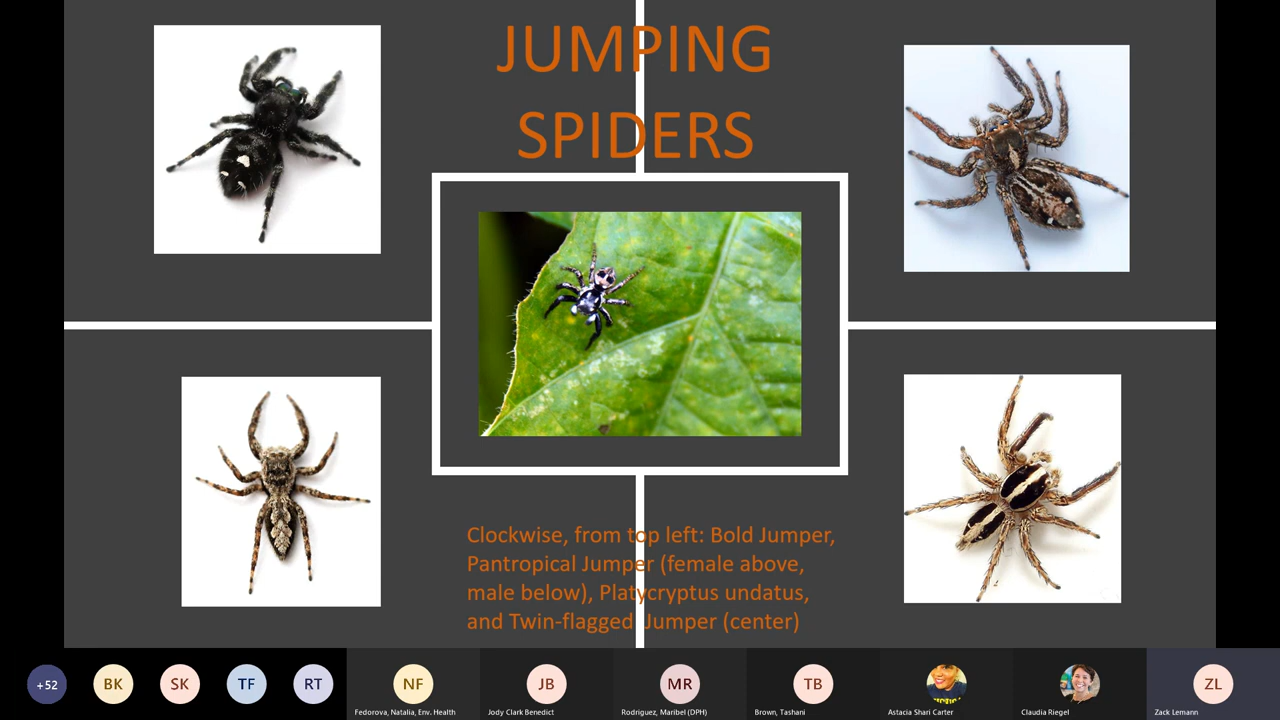 JUMPING
SPIDERS
Clockwise, from top left: Bold Jumper,
Pantropical Jumper (female above,
male below), Platycryptus undatus,
and Twin-flagged Jumper (center)
+52
BK
SK
TF
RT
NF
JB
MR
TB
ZL
Fedorova, Natalia, Env. Health
Jody Clark Benedict
Rodriguez, Maribel (DPH)
Brown, Tashani
Astacia Shari Carter
Claudia Riegel
Zack Lemann